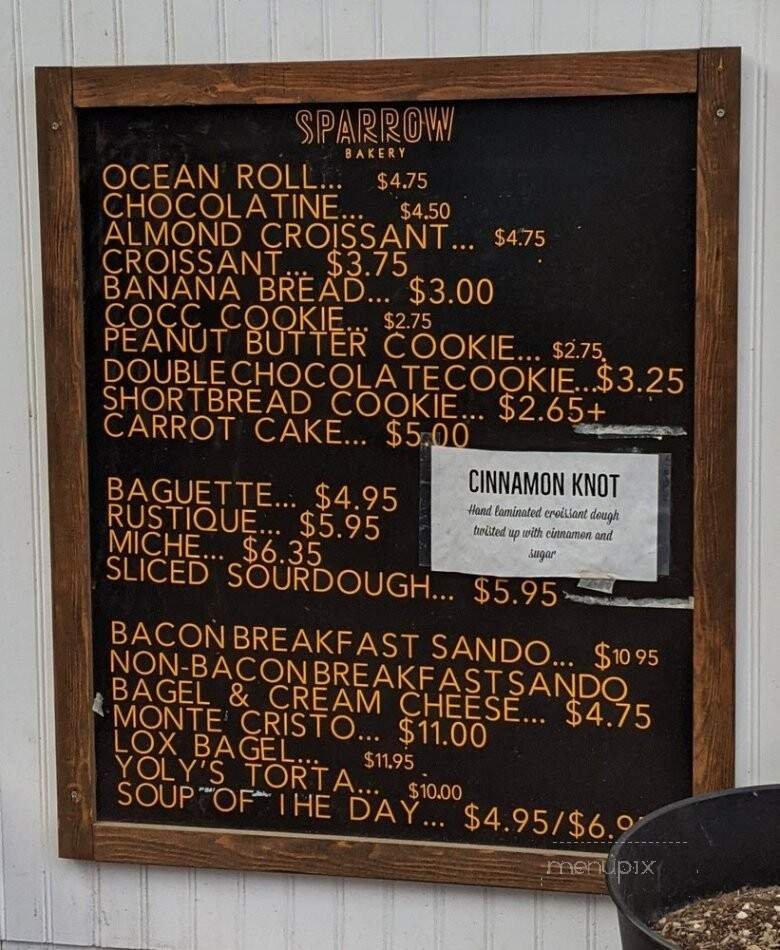 SPARROW
BAKERY
OCEAN ROLL... $4.75
CHOCOLATINE... $4.50
ALMOND CROISSANT... $4.75
CROISSANT... $3.75
BANANA BREAD... $3.00
COCC COOKIE... $2.75
PEANUT BUTTER COOKIE... $2.75
DOUBLE CHOCOLATE COOKIE...$3.25
SHORTBREAD COOKIE... $2.65+
CARROT CAKE... $5.00
CINNAMON KNOT
Hand laminated croissant dough
twisted up with cinnamon and
sugar
BAGUETTE... $4.95
RUSTIQUE... $5.95
MICHE... $6.35
SLICED SOURDOUGH... $5.95
BACON BREAKFAST SANDO... $10 95
NON-BACON BREAKFAST SANDO
BAGEL & CREAM CHEESE... $4.75
MONTE CRISTO... $11.00
LOX BAGEL... $11.95
YOLY'S TORTA... $10.00
SOUP OF THE DAY... $4.95/$6.9
menupix